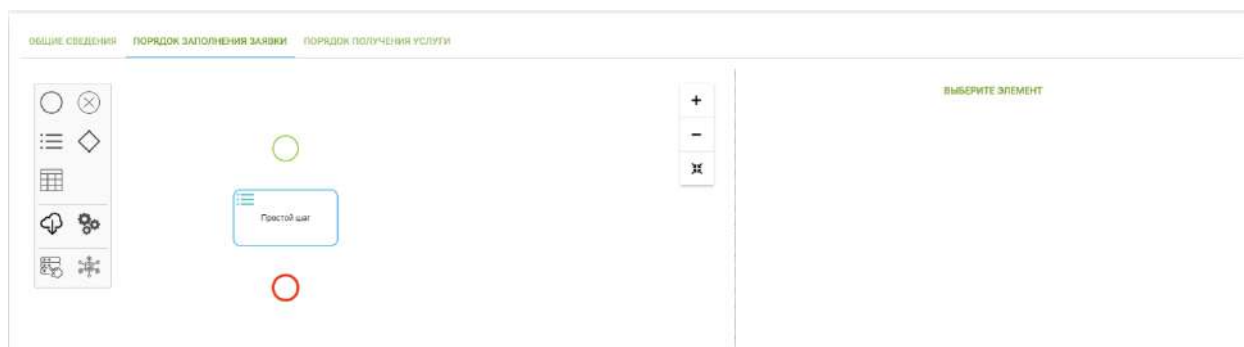 ОБЩИЕ СВЕДЕНИЯ ПОРЯДОК ЗАПОЛНЕНИЯ ЗАЯВКИ ПОРЯДОК ПОЛУЧЕНИЯ УСЛУГИ
ВЫБЕРИТЕ ЭЛЕМЕНТ
Простой шаг